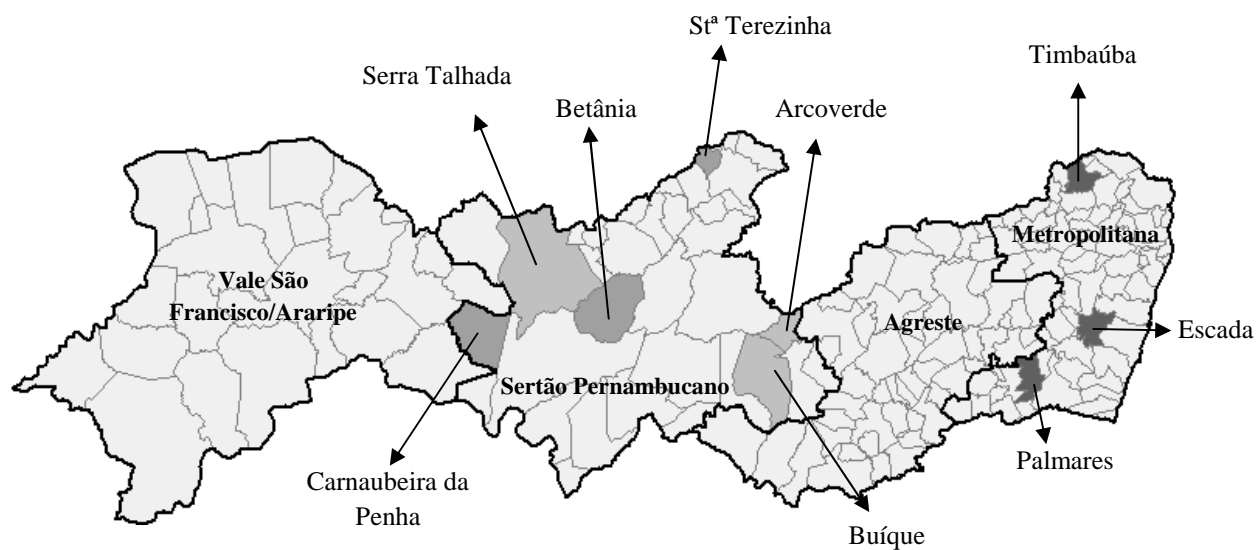 Stª Terezinha
Timbaúba
Serra Talhada
Betânia
Arcoverde
Metropolitana
Vale São
Francisco/Araripe
Agreste
Escada
Sertão Pernambucano
Palmares
Carnaubeira da
Penha
Buíque